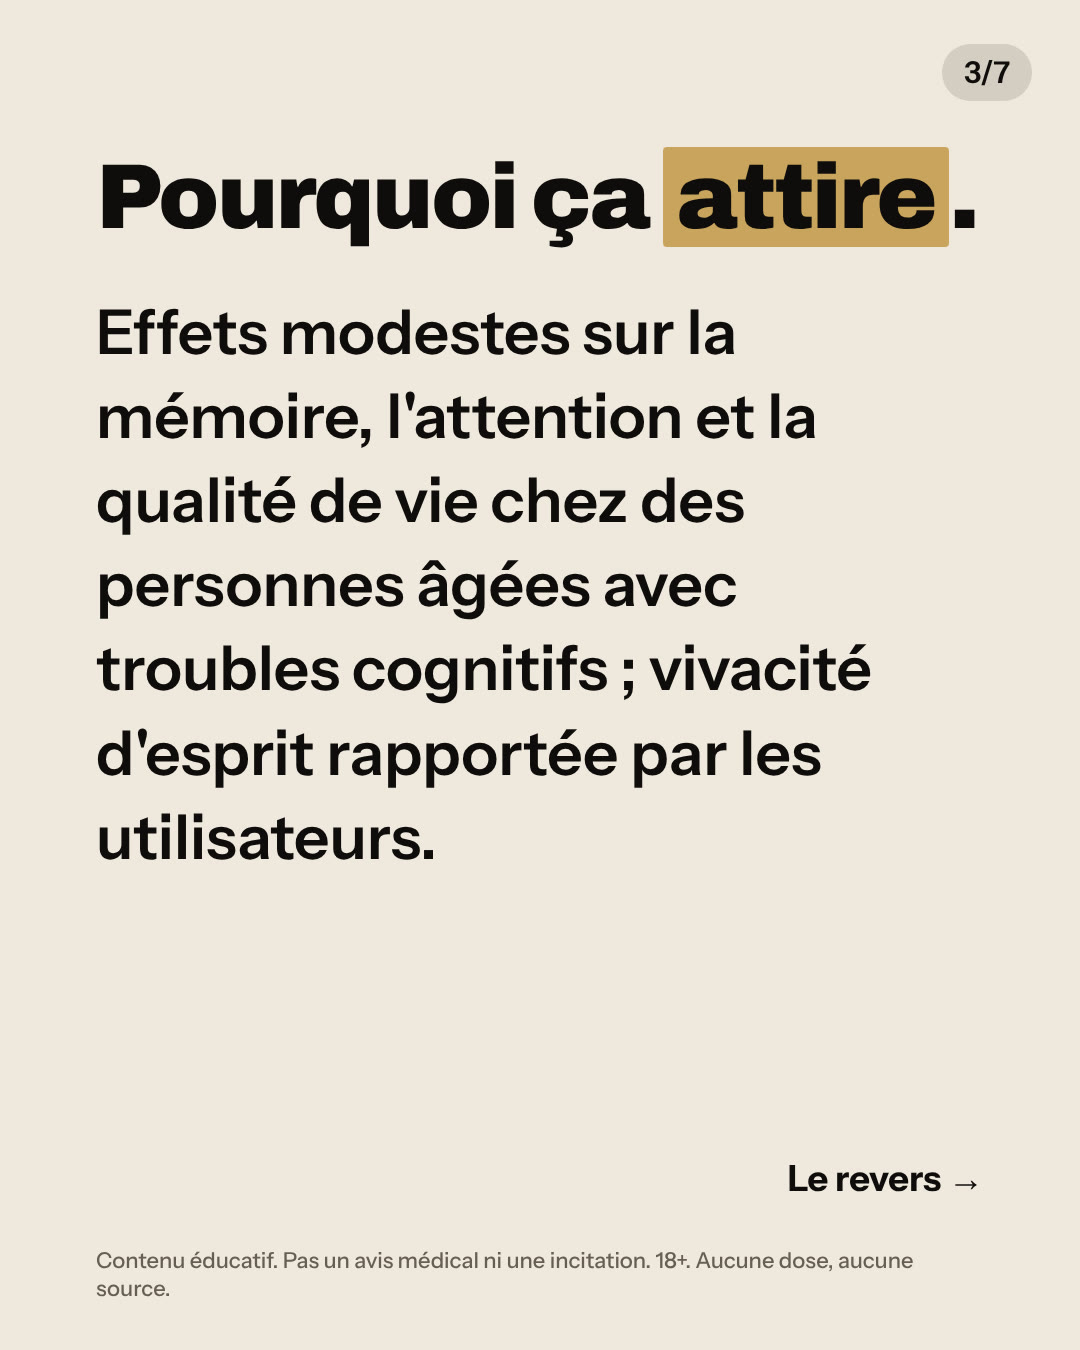 3/7
Pourquoi ça attire.
Effets modestes sur la
mémoire, l'attention et la
qualité de vie chez des
personnes âgées avec
troubles cognitifs ; vivacité
d'esprit rapportée par les
utilisateurs.
Le revers →
Contenu éducatif. Pas un avis médical ni une incitation. 18+. Aucune dose, aucune
source.